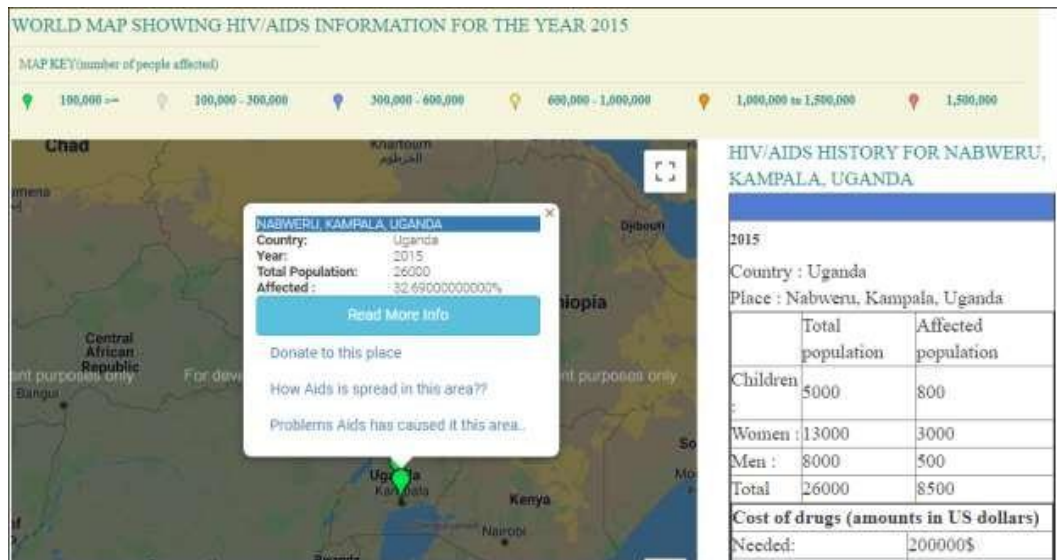 WORLD MAP SHOWING HIV/AIDS INFORMATION FOR THE YEAR 2015
MAP KEY(number of people affected)
100,000 >=
100,000 - 300,000
300,000 - 600,000
600,000 - 1,000,000
1,000,000 to 1,500,000
1,500,000
Chad
Khartoum
الخرطوم
Djibouti
NABWERU, KAMPALA, UGANDA
Country: Uganda
Year: 2015
Total Population: 26000
Affected : 32.69000000000%
Read More Info
Donate to this place
How Aids is spread in this area??
Problems Aids has caused it this area..
hiopia
Central
African
Republic
ent purposes only
For deve
nt purposes only
Bangui
So
Mo
Uganda
Kampala
Kenya
Nairobi
Rwanda
HIV/AIDS HISTORY FOR NABWERU,
KAMPALA, UGANDA
2015
Country : Uganda
Place : Nabweru, Kampala, Uganda
Total population Affected population
Children : 5000 800
Women : 13000 3000
Men : 8000 500
Total 26000 8500
Cost of drugs (amounts in US dollars)
Needed: 200000$